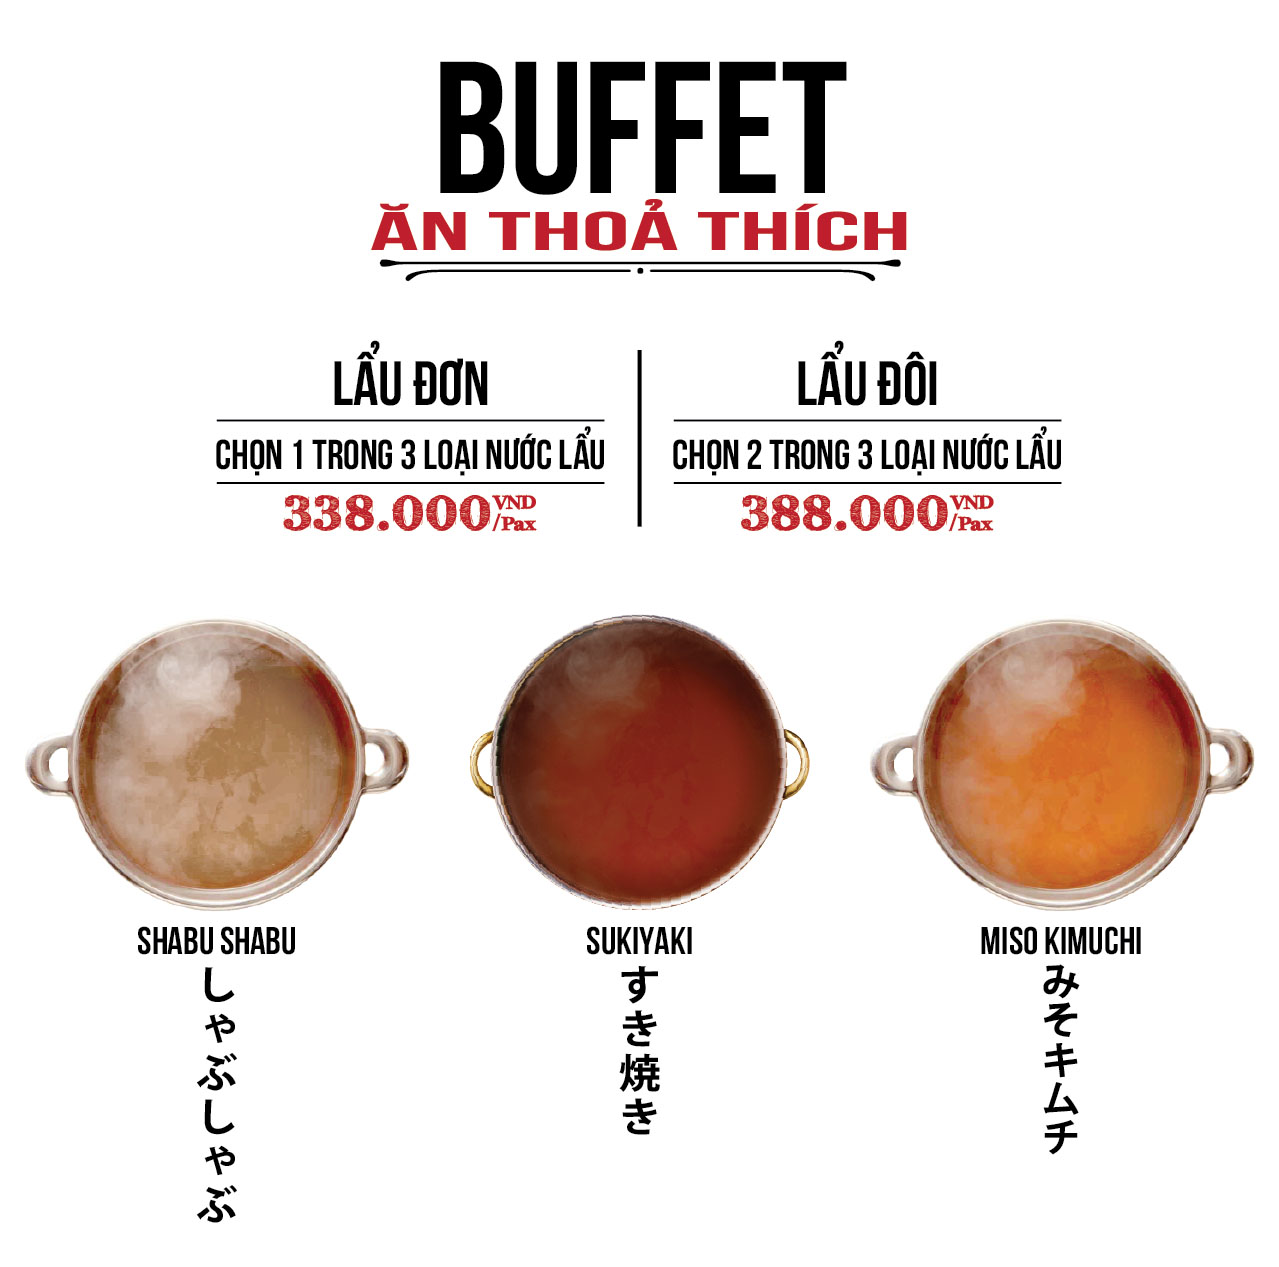 BUFFET
ĂN THOẢ THÍCH
LẨU ĐƠN
CHỌN 1 TRONG 3 LOẠI NƯỚC LẨU
338.000 VND/Pax
LẨU ĐÔI
CHỌN 2 TRONG 3 LOẠI NƯỚC LẨU
388.000 VND/Pax
SHABU SHABU
しゃぶしゃぶ
SUKIYAKI
すき焼き
MISO KIMUCHI
みそキムチ